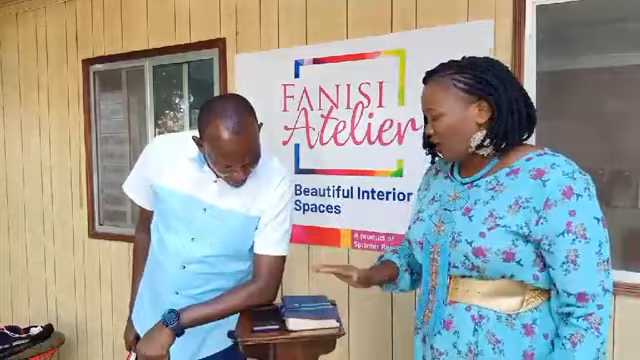 FANISI
Atelier
Beautiful Interior
Spaces
A product of